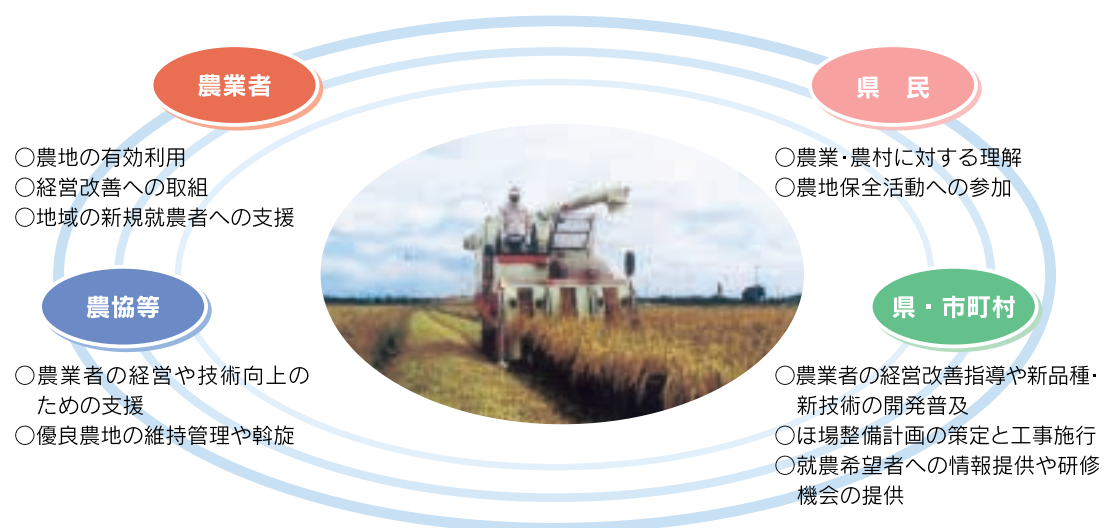 農業者
○農地の有効利用
○経営改善への取組
○地域の新規就農者への支援
県　民
○農業・農村に対する理解
○農地保全活動への参加
農協等
○農業者の経営や技術向上の
ための支援
○優良農地の維持管理や斡旋
県・市町村
○農業者の経営改善指導や新品種・
新技術の開発普及
○ほ場整備計画の策定と工事施行
○就農希望者への情報提供や研修
機会の提供